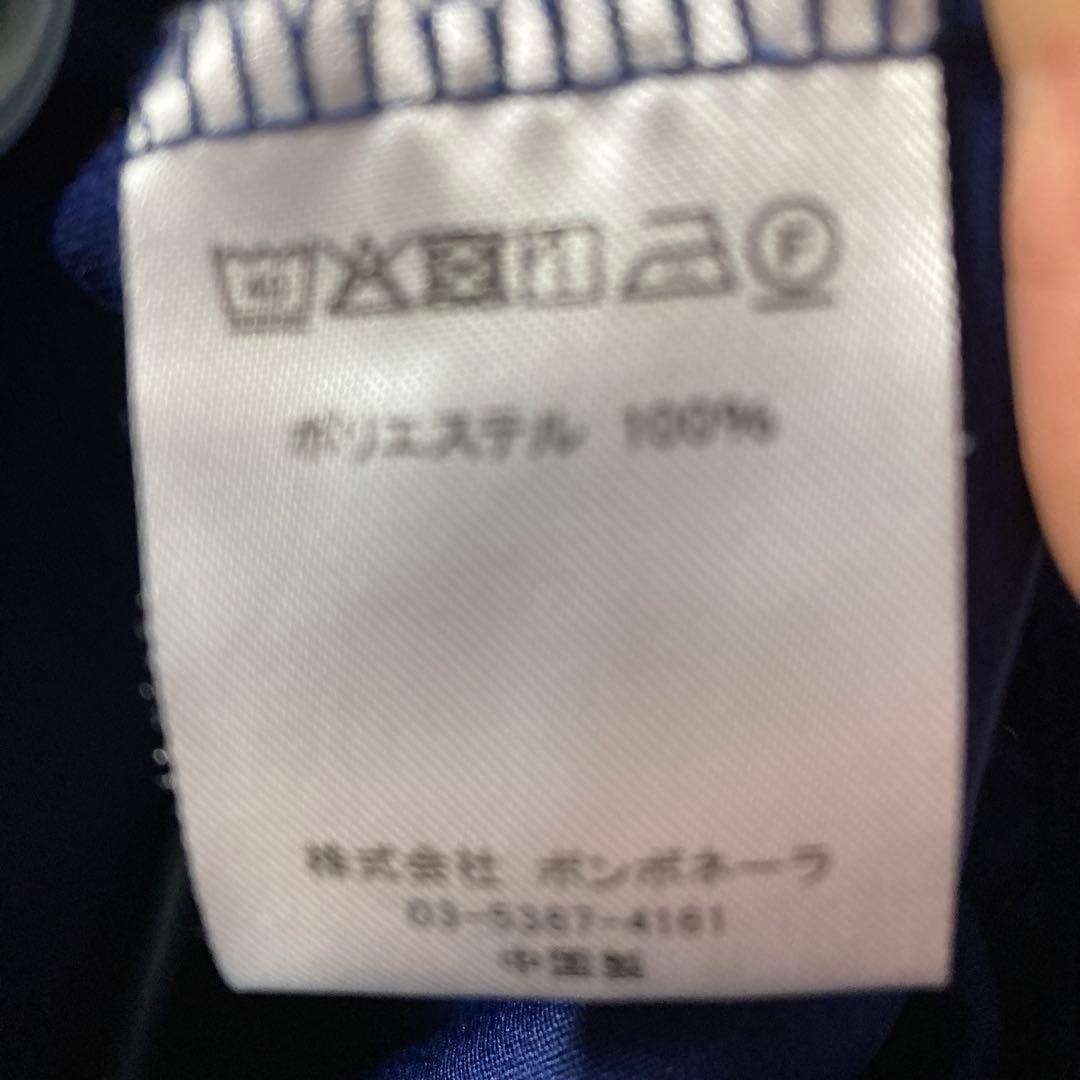 F
ポリエステル 100%
株式会社 ボンボネーラ
03-5367-4161
中国製